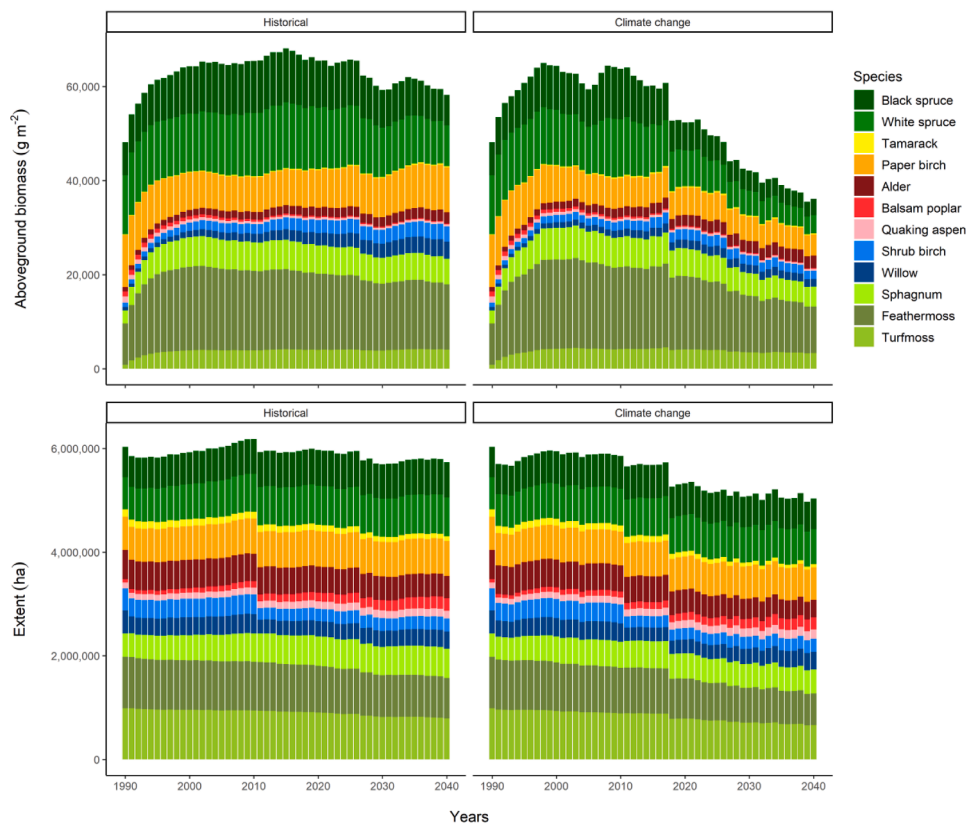 Historical
Climate change
60,000
40,000
20,000
0
Aboveground biomass (g m⁻²)
Species
Black spruce
White spruce
Tamarack
Paper birch
Alder
Balsam poplar
Quaking aspen
Shrub birch
Willow
Sphagnum
Feathermoss
Turfmoss
Historical
Climate change
6,000,000
4,000,000
2,000,000
0
Extent (ha)
1990 2000 2010 2020 2030 2040
1990 2000 2010 2020 2030 2040
Years